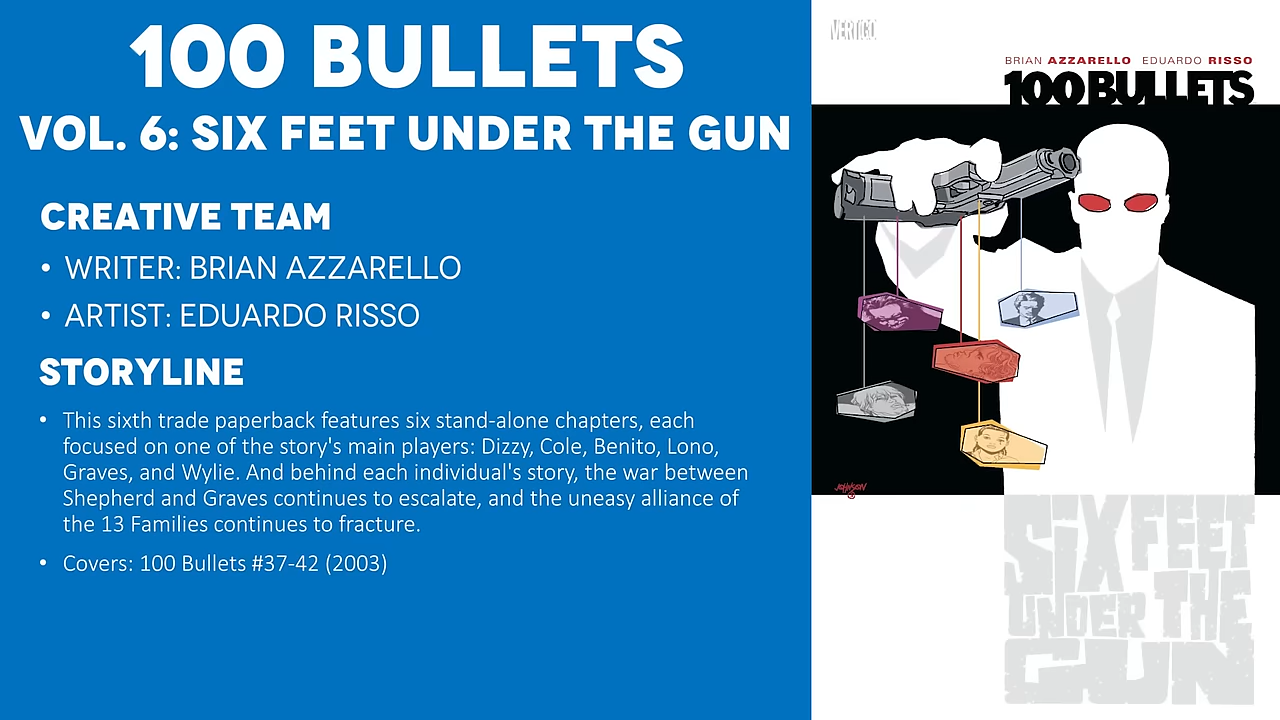 100 BULLETS
VOL. 6: SIX FEET UNDER THE GUN
CREATIVE TEAM
• WRITER: BRIAN AZZARELLO
• ARTIST: EDUARDO RISSO
STORYLINE
• This sixth trade paperback features six stand-alone chapters, each
focused on one of the story's main players: Dizzy, Cole, Benito, Lono,
Graves, and Wylie. And behind each individual's story, the war between
Shepherd and Graves continues to escalate, and the uneasy alliance of
the 13 Families continues to fracture.
• Covers: 100 Bullets #37-42 (2003)
VERTIGO
BRIAN AZZARELLO EDUARDO RISSO
100 BULLETS
JOHNSON
SIX FEET
UNDER THE
GUN